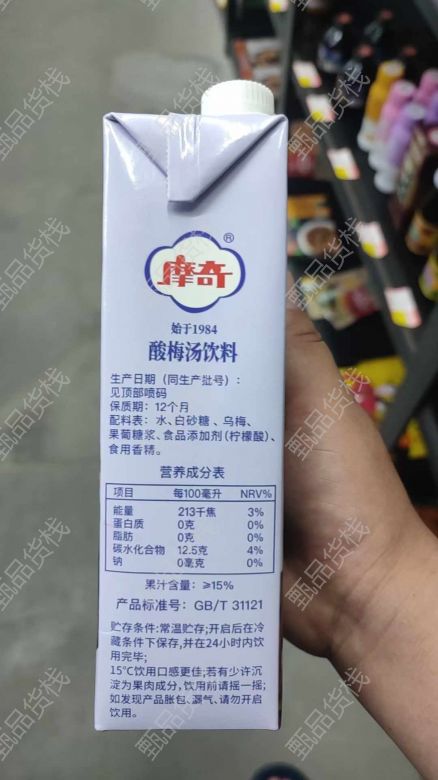 摩奇®
始于1984
酸梅汤饮料
生产日期（同生产批号）：
见顶部喷码
保质期：12个月
配料表：水、白砂糖、乌梅、
果葡糖浆、食品添加剂（柠檬酸）、
食用香精。
营养成分表
项目 每100毫升 NRV%
能量 213千焦 3%
蛋白质 0克 0%
脂肪 0克 0%
碳水化合物 12.5克 4%
钠 0毫克 0%
果汁含量：≥15%
产品标准号：GB/T 31121
贮存条件:常温贮存;开启后在冷
藏条件下保存,并在24小时内饮
用完毕;
15℃饮用口感更佳;若有少许沉
淀为果肉成分，饮用前请摇一摇;
如发现产品胀包、漏气、请勿开启
饮用。
甄品货栈